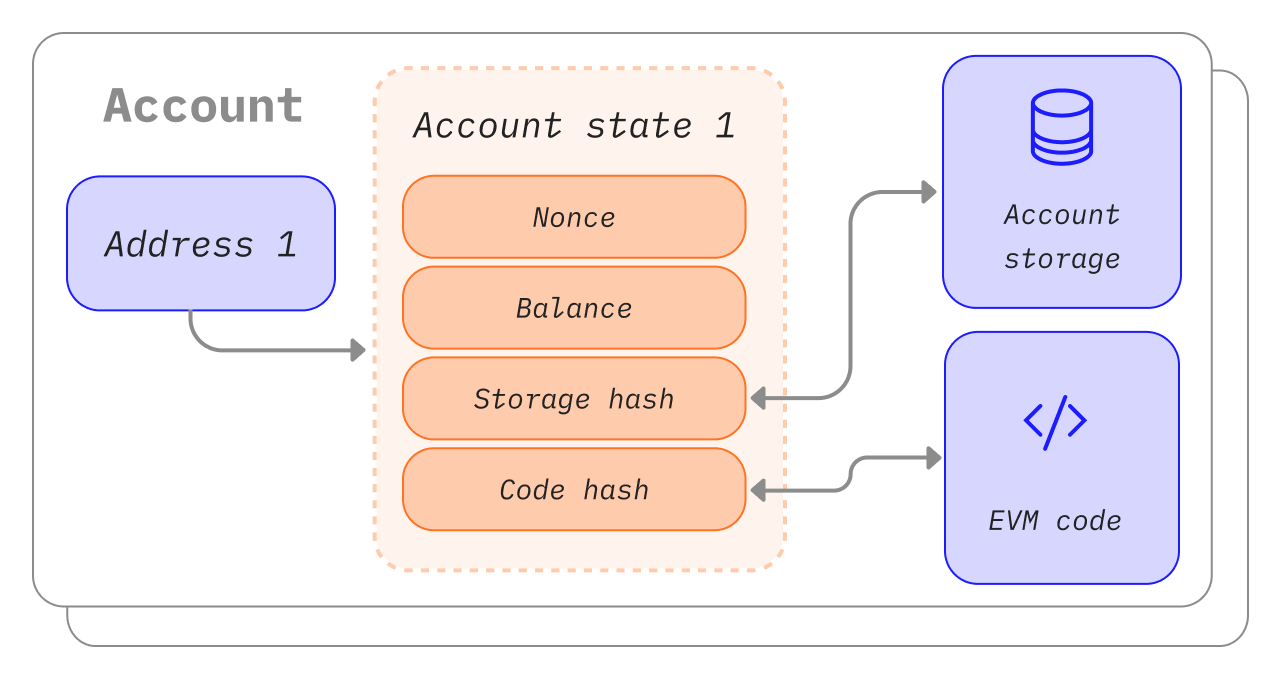 Account
Address 1
Account state 1
Nonce
Balance
Storage hash
Code hash
Account
storage
EVM code